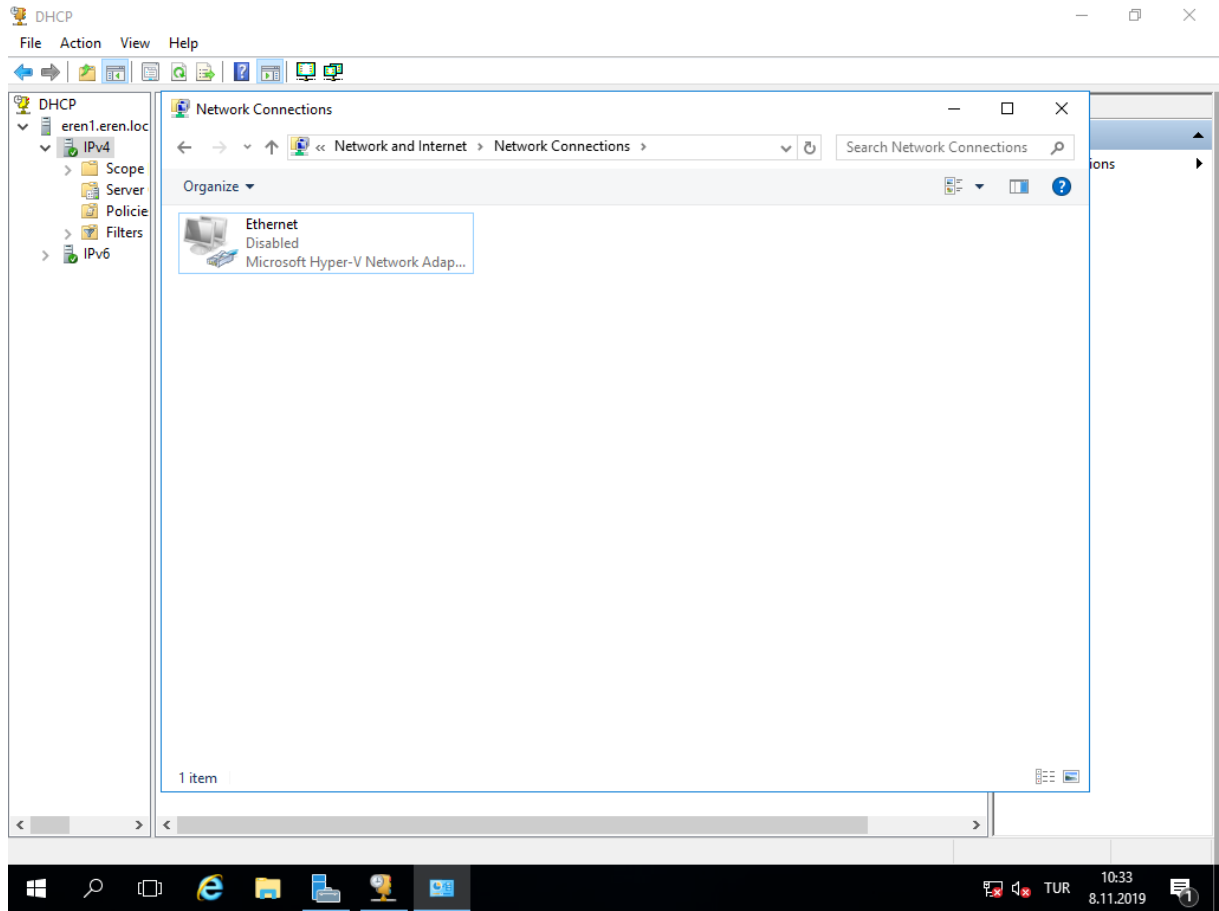 DHCP
File Action View Help
DHCP
eren1.eren.loc
IPv4
Scope
Server
Policie
Filters
IPv6
Network Connections
« Network and Internet > Network Connections >
Search Network Connections
Organize
Ethernet
Disabled
Microsoft Hyper-V Network Adap...
1 item
ions
TUR
10:33
8.11.2019
1